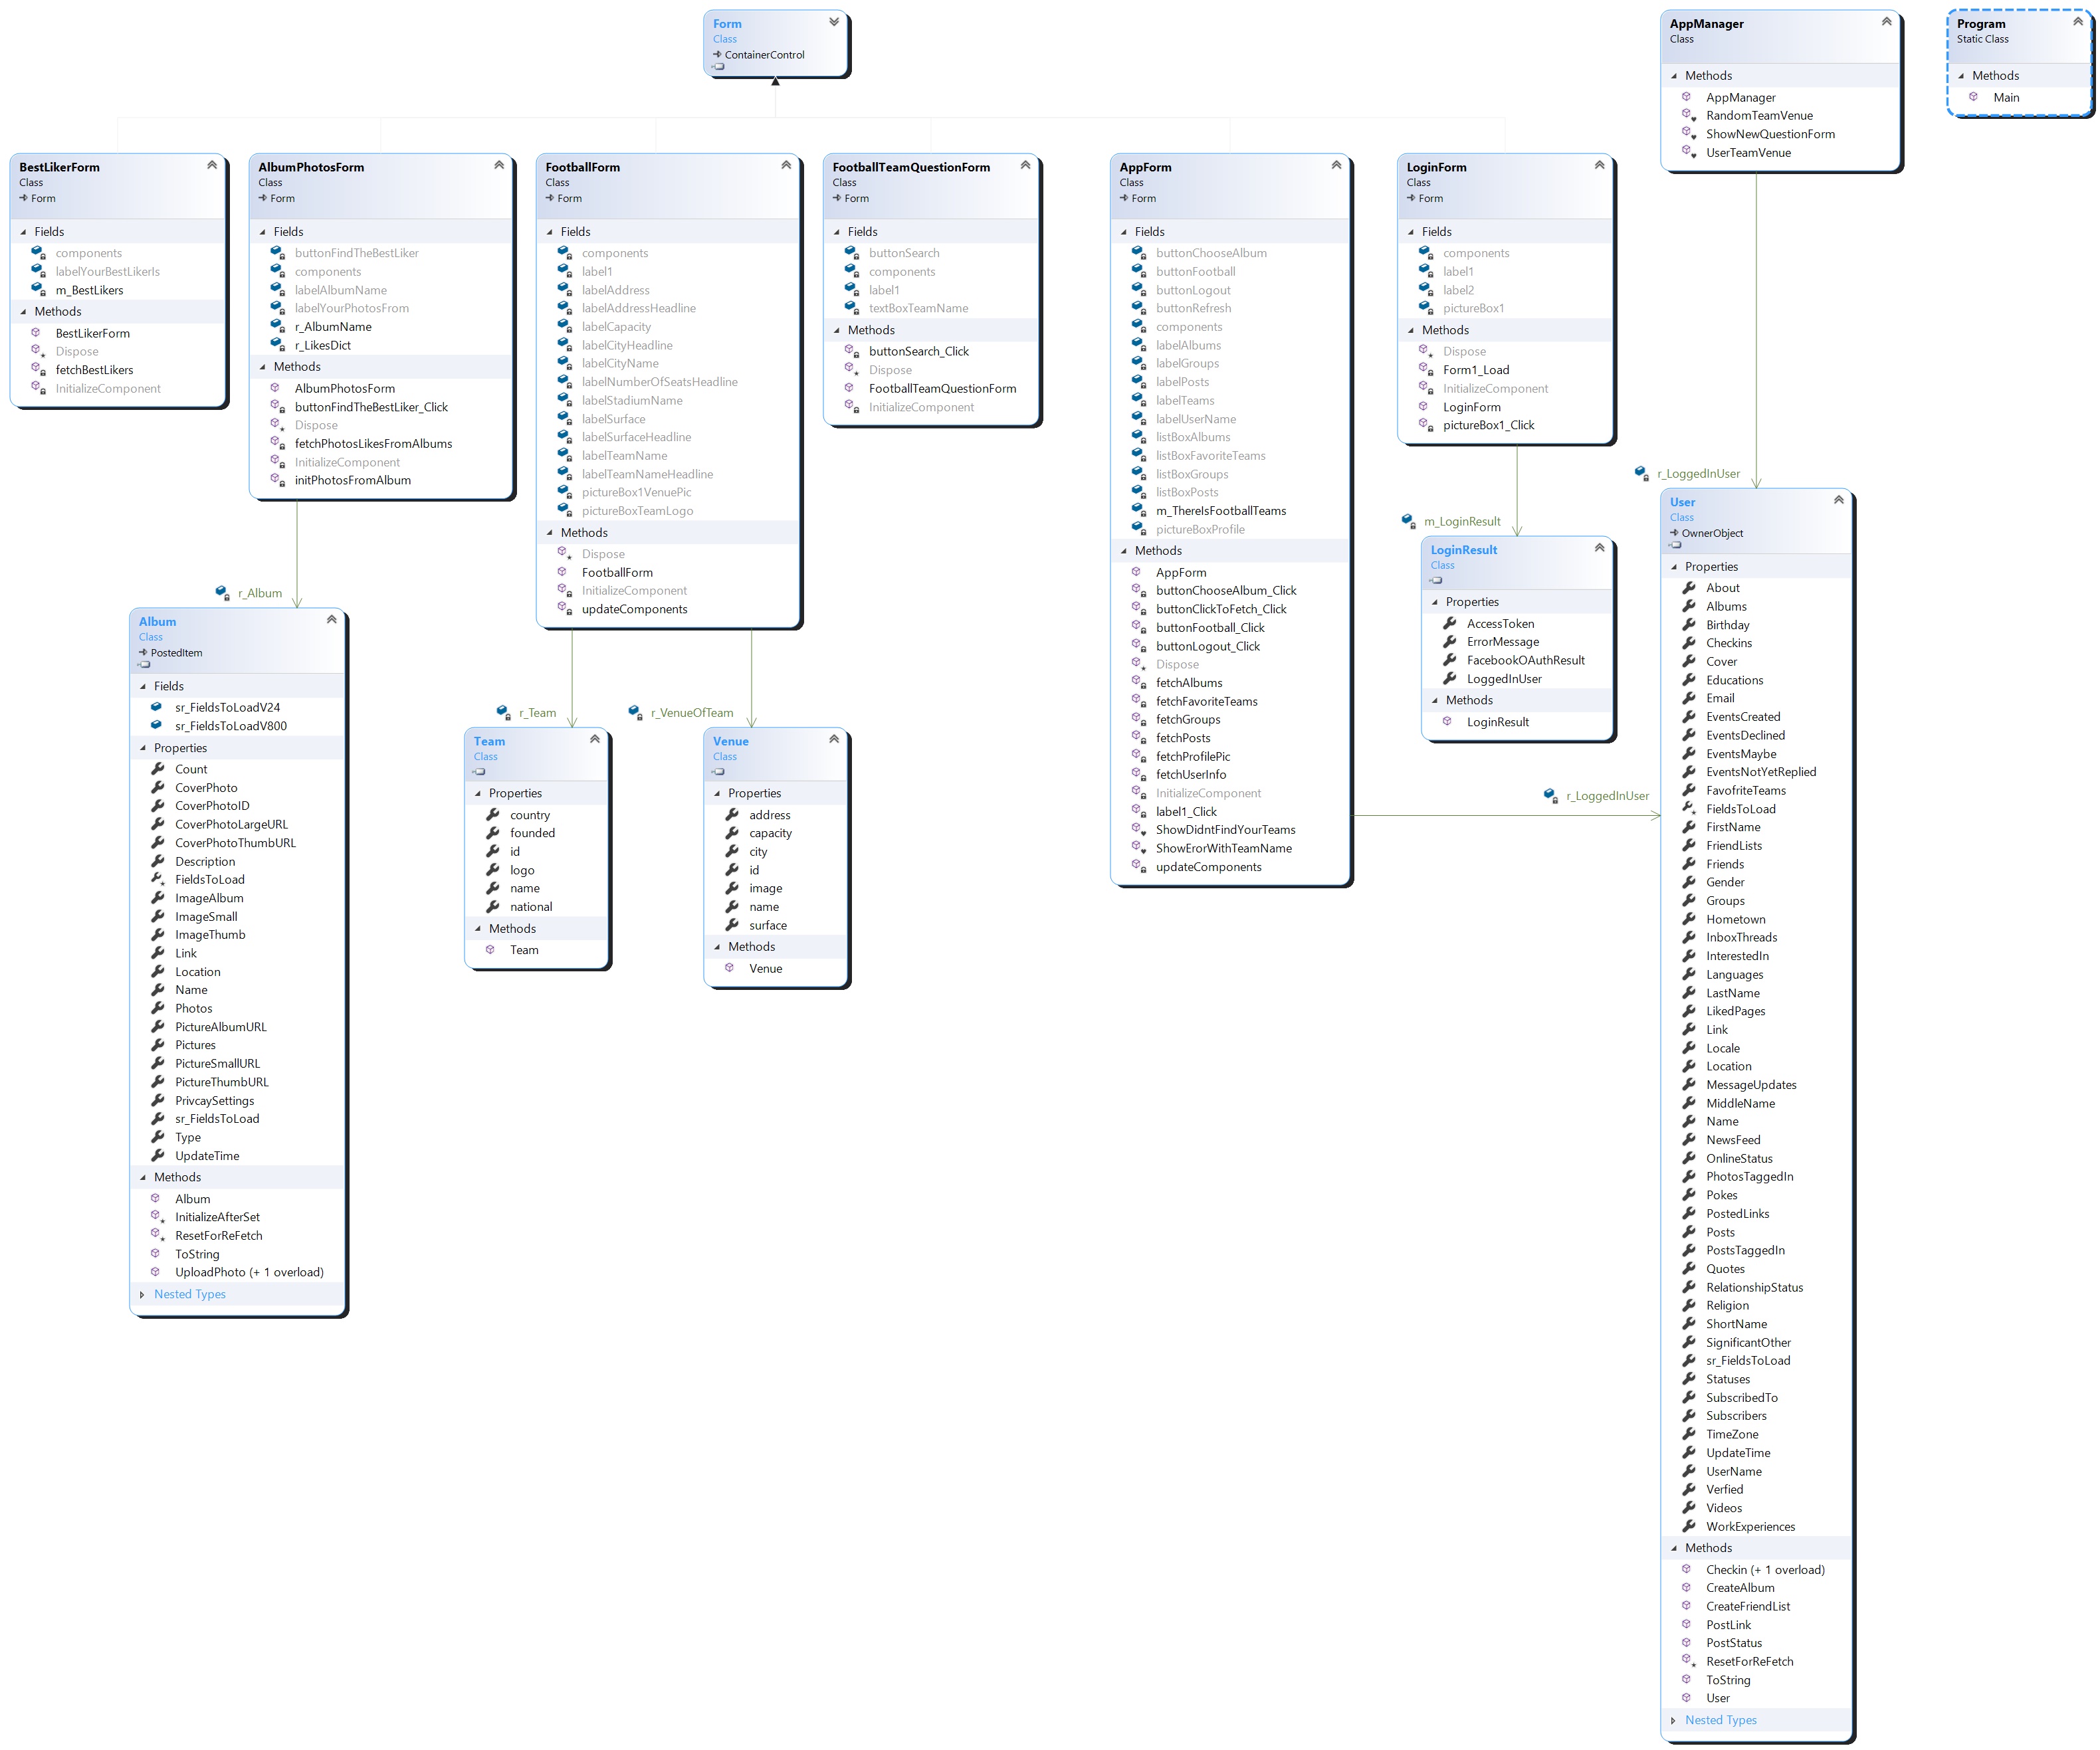 Form
Class
ContainerControl
AppManager
Class
Methods
AppManager
RandomTeamVenue
ShowNewQuestionForm
UserTeamVenue
Program
Static Class
Methods
Main
BestLikerForm
Class
Form
Fields
components
labelYourBestLikerIs
m_BestLikers
Methods
BestLikerForm
Dispose
fetchBestLikers
InitializeComponent
AlbumPhotosForm
Class
Form
Fields
buttonFindTheBestLiker
components
labelAlbumName
labelYourPhotosFrom
r_AlbumName
r_LikesDict
Methods
AlbumPhotosForm
buttonFindTheBestLiker_Click
Dispose
fetchPhotosLikesFromAlbums
InitializeComponent
initPhotosFromAlbum
FootballForm
Class
Form
Fields
components
label1
labelAddress
labelAddressHeadline
labelCapacity
labelCityHeadline
labelCityName
labelNumberOfSeatsHeadline
labelStadiumName
labelSurface
labelSurfaceHeadline
labelTeamName
labelTeamNameHeadline
pictureBox1VenuePic
pictureBoxTeamLogo
Methods
Dispose
FootballForm
InitializeComponent
updateComponents
FootballTeamQuestionForm
Class
Form
Fields
buttonSearch
components
label1
textBoxTeamName
Methods
buttonSearch_Click
Dispose
FootballTeamQuestionForm
InitializeComponent
AppForm
Class
Form
Fields
buttonChooseAlbum
buttonFootball
buttonLogout
buttonRefresh
components
labelAlbums
labelGroups
labelPosts
labelTeams
labelUserName
listBoxAlbums
listBoxFavoriteTeams
listBoxGroups
listBoxPosts
m_ThereIsFootballTeams
pictureBoxProfile
Methods
AppForm
buttonChooseAlbum_Click
buttonClickToFetch_Click
buttonFootball_Click
buttonLogout_Click
Dispose
fetchAlbums
fetchFavoriteTeams
fetchGroups
fetchPosts
fetchProfilePic
fetchUserInfo
InitializeComponent
label1_Click
ShowDidntFindYourTeams
ShowErorWithTeamName
updateComponents
LoginForm
Class
Form
Fields
components
label1
label2
pictureBox1
Methods
Dispose
Form1_Load
InitializeComponent
LoginForm
pictureBox1_Click
r_LoggedInUser
m_LoginResult
r_Album
r_Team
r_VenueOfTeam
r_LoggedInUser
LoginResult
Class
Properties
AccessToken
ErrorMessage
FacebookOAuthResult
LoggedInUser
Methods
LoginResult
Album
Class
PostedItem
Fields
sr_FieldsToLoadV24
sr_FieldsToLoadV800
Properties
Count
CoverPhoto
CoverPhotoID
CoverPhotoLargeURL
CoverPhotoThumbURL
Description
FieldsToLoad
ImageAlbum
ImageSmall
ImageThumb
Link
Location
Name
Photos
PictureAlbumURL
Pictures
PictureSmallURL
PictureThumbURL
PrivcaySettings
sr_FieldsToLoad
Type
UpdateTime
Methods
Album
InitializeAfterSet
ResetForReFetch
ToString
UploadPhoto (+ 1 overload)
Nested Types
Team
Class
Properties
country
founded
id
logo
name
national
Methods
Team
Venue
Class
Properties
address
capacity
city
id
image
name
surface
Methods
Venue
User
Class
OwnerObject
Properties
About
Albums
Birthday
Checkins
Cover
Educations
Email
EventsCreated
EventsDeclined
EventsMaybe
EventsNotYetReplied
FavofriteTeams
FieldsToLoad
FirstName
FriendLists
Friends
Gender
Groups
Hometown
InboxThreads
InterestedIn
Languages
LastName
LikedPages
Link
Locale
Location
MessageUpdates
MiddleName
Name
NewsFeed
OnlineStatus
PhotosTaggedIn
Pokes
PostedLinks
Posts
PostsTaggedIn
Quotes
RelationshipStatus
Religion
ShortName
SignificantOther
sr_FieldsToLoad
Statuses
SubscribedTo
Subscribers
TimeZone
UpdateTime
UserName
Verfied
Videos
WorkExperiences
Methods
Checkin (+ 1 overload)
CreateAlbum
CreateFriendList
PostLink
PostStatus
ResetForReFetch
ToString
User
Nested Types